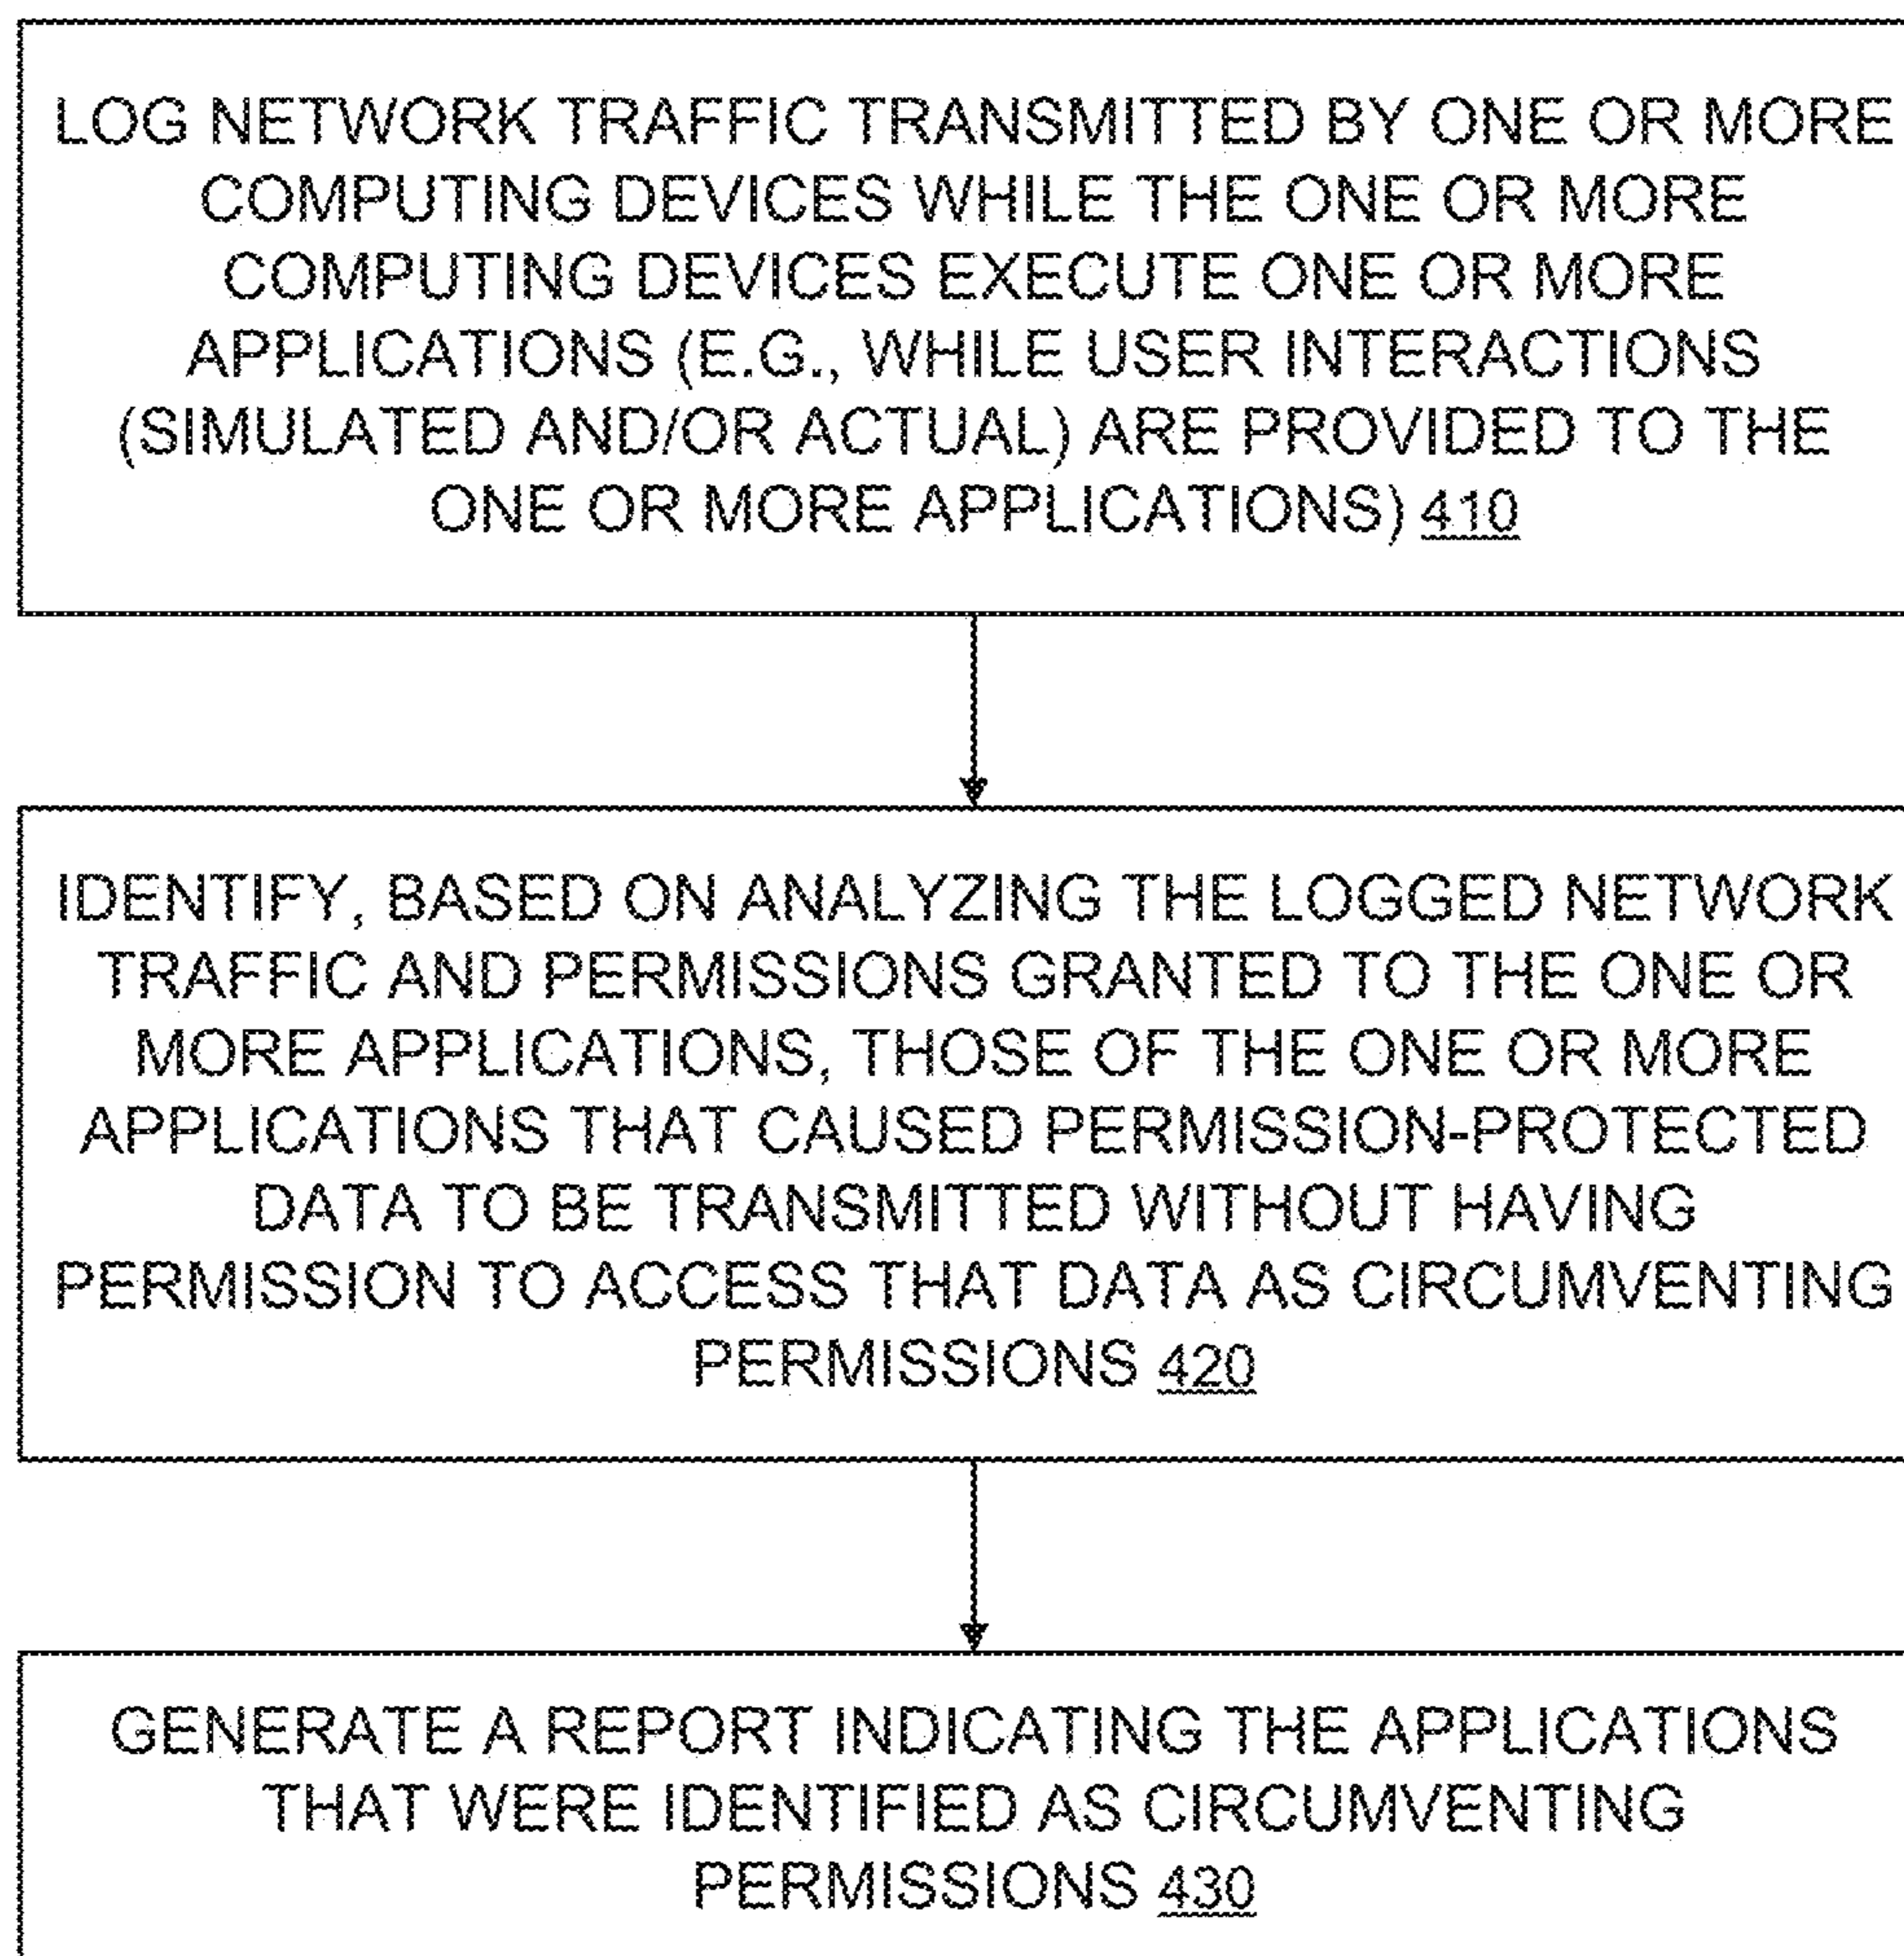 LOG NETWORK TRAFFIC TRANSMITTED BY ONE OR MORE
COMPUTING DEVICES WHILE THE ONE OR MORE
COMPUTING DEVICES EXECUTE ONE OR MORE
APPLICATIONS (E.G., WHILE USER INTERACTIONS
(SIMULATED AND/OR ACTUAL) ARE PROVIDED TO THE
ONE OR MORE APPLICATIONS) 410
IDENTIFY, BASED ON ANALYZING THE LOGGED NETWORK
TRAFFIC AND PERMISSIONS GRANTED TO THE ONE OR
MORE APPLICATIONS, THOSE OF THE ONE OR MORE
APPLICATIONS THAT CAUSED PERMISSION-PROTECTED
DATA TO BE TRANSMITTED WITHOUT HAVING
PERMISSION TO ACCESS THAT DATA AS CIRCUMVENTING
PERMISSIONS 420
GENERATE A REPORT INDICATING THE APPLICATIONS
THAT WERE IDENTIFIED AS CIRCUMVENTING
PERMISSIONS 430